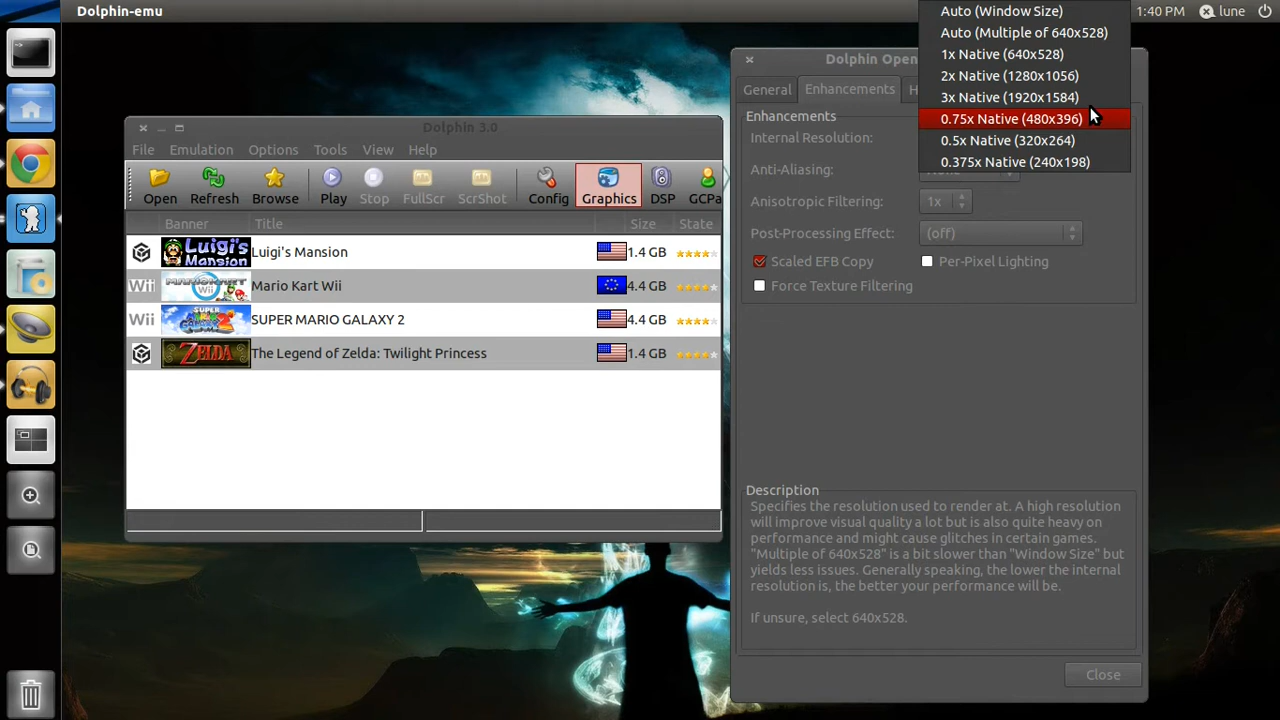 Dolphin-emu
1:40 PM
lune
Auto (Window Size)
Auto (Multiple of 640x528)
1x Native (640x528)
2x Native (1280x1056)
3x Native (1920x1584)
0.75x Native (480x396)
0.5x Native (320x264)
0.375x Native (240x198)
Dolphin 3.0
File Emulation Options Tools View Help
Open Refresh Browse Play Stop FullScr ScrShot Config Graphics DSP GCPa
Banner Title Size State
Luigi's Mansion Luigi's Mansion 1.4 GB
Wii MARIOKART Wii Mario Kart Wii 4.4 GB
Wii SUPER MARIO GALAXY 2 SUPER MARIO GALAXY 2 4.4 GB
ZELDA The Legend of Zelda: Twilight Princess 1.4 GB
Dolphin Open
General Enhancements H
Enhancements
Internal Resolution:
Anti-Aliasing:
Anisotropic Filtering: 1x
Post-Processing Effect: (off)
Scaled EFB Copy Per-Pixel Lighting
Force Texture Filtering
Description
Specifies the resolution used to render at. A high resolution
will improve visual quality a lot but is also quite heavy on
performance and might cause glitches in certain games.
"Multiple of 640x528" is a bit slower than "Window Size" but
yields less issues. Generally speaking, the lower the internal
resolution is, the better your performance will be.
If unsure, select 640x528.
Close